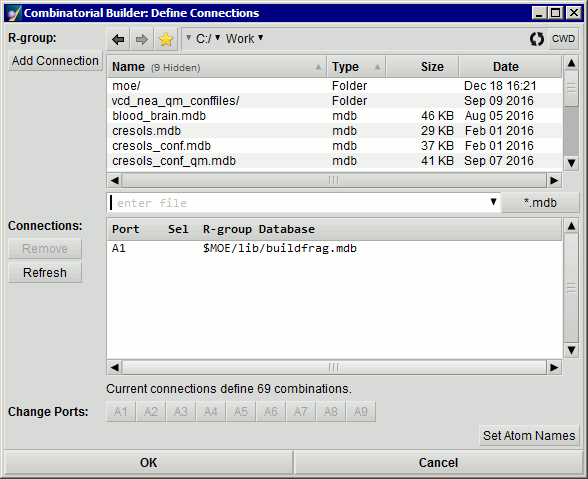 Combinatorial Builder: Define Connections
R-group:
C:/ Work
CWD
Add Connection
Name (9 Hidden) Type Size Date
moe/ Folder Dec 18 16:21
vcd_nea_qm_conffiles/ Folder Sep 09 2016
blood_brain.mdb mdb 46 KB Aug 05 2016
cresols.mdb mdb 29 KB Feb 01 2016
cresols_conf.mdb mdb 37 KB Feb 01 2016
cresols_conf_qm.mdb mdb 41 KB Sep 07 2016
enter file
*.mdb
Connections:
Remove
Refresh
Port Sel R-group Database
A1 $MOE/lib/buildfrag.mdb
Current connections define 69 combinations.
Change Ports: A1 A2 A3 A4 A5 A6 A7 A8 A9
Set Atom Names
OK Cancel